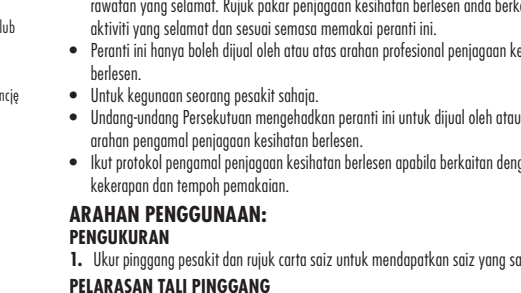 rawatan yang selamat. Rujuk pakar penjagaan kesihatan berlesen anda
aktiviti yang selamat dan sesuai semasa memakai peranti ini.
• Peranti ini hanya boleh dijual oleh atau atas arahan profesional penjagaan
berlesen.
• Untuk kegunaan seorang pesakit sahaja.
• Undang-undang Persekutuan mengehadkan peranti ini untuk dijual oleh atau
arahan pengamal penjagaan kesihatan berlesen.
• Ikut protokol pengamal penjagaan kesihatan berlesen apabila berkaitan
kekerapan dan tempoh pemakaian.
ARAHAN PENGGUNAAN:
PENGUKURAN
1. Ukur pinggang pesakit dan rujuk carta saiz untuk mendapatkan saiz yang
PELARASAN TALI PINGGANG